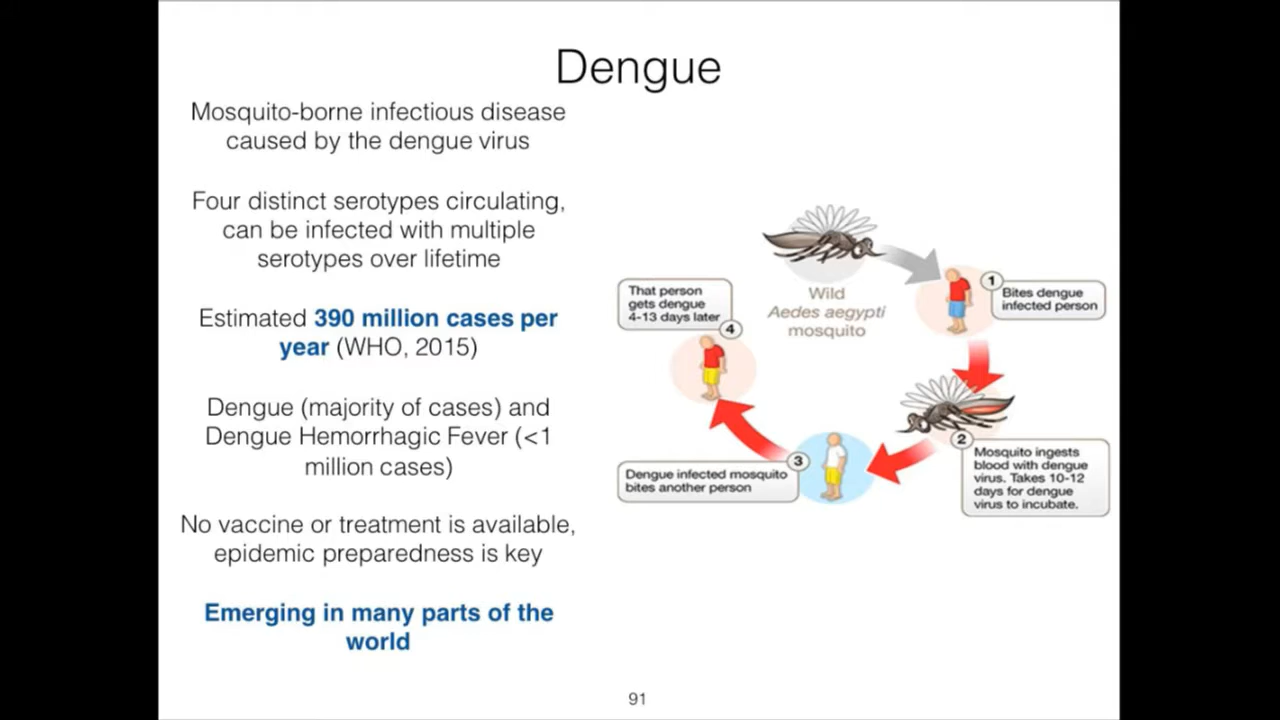 Dengue
Mosquito-borne infectious disease
caused by the dengue virus
Four distinct serotypes circulating,
can be infected with multiple
serotypes over lifetime
Estimated 390 million cases per
year (WHO, 2015)
Dengue (majority of cases) and
Dengue Hemorrhagic Fever (<1
million cases)
No vaccine or treatment is available,
epidemic preparedness is key
Emerging in many parts of the
world
Wild
Aedes aegypti
mosquito
1
Bites dengue
infected person
2
Mosquito ingests
blood with dengue
virus. Takes 10-12
days for dengue
virus to incubate.
3
Dengue infected mosquito
bites another person
That person
gets dengue
4-13 days later
4
91